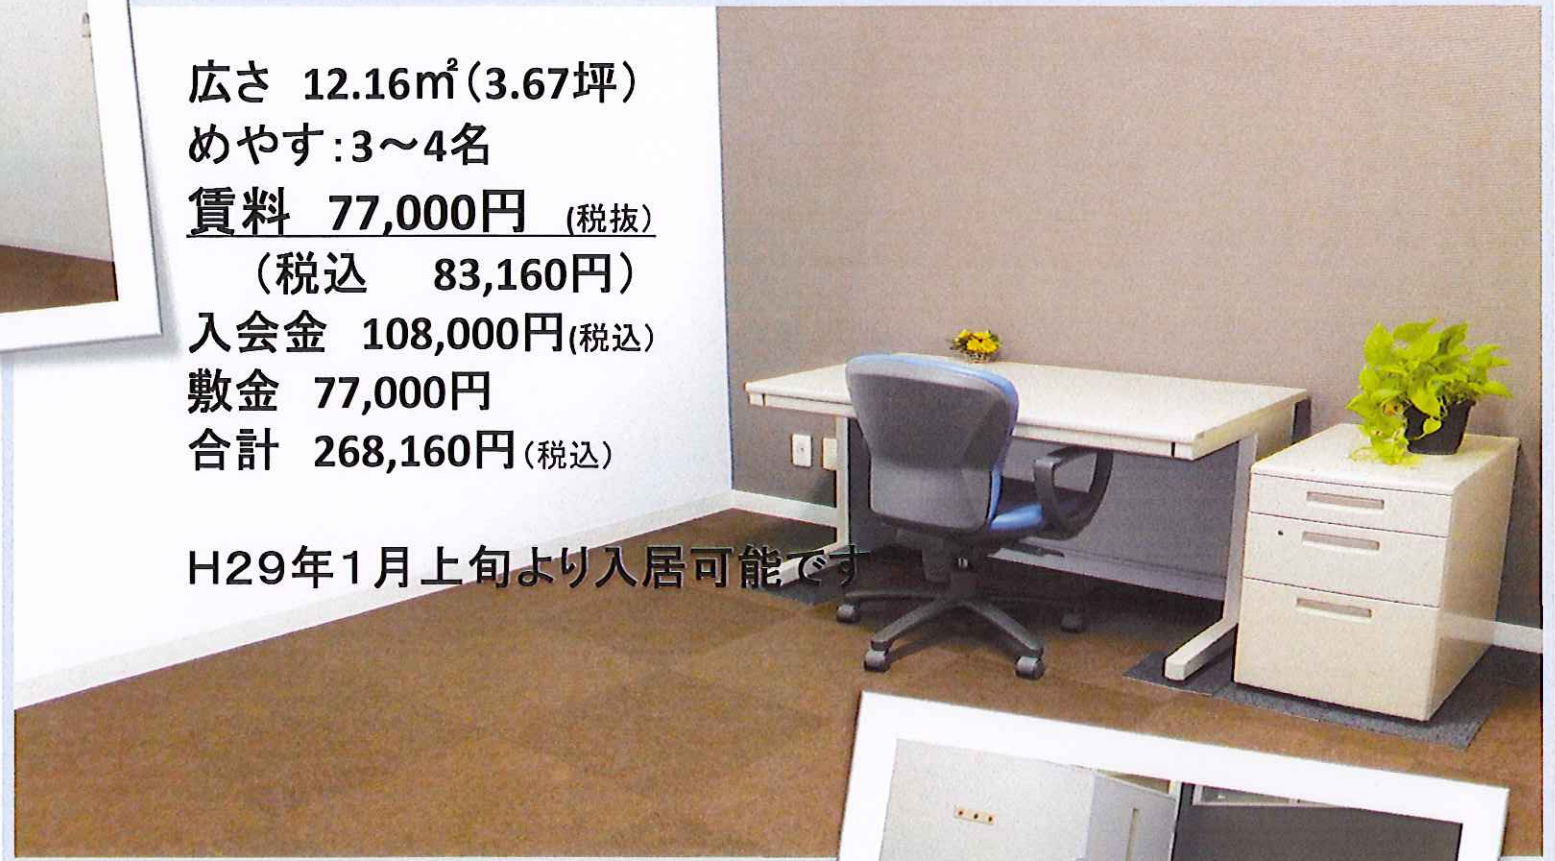 広さ 12.16㎡(3.67坪)
めやす:3～4名
賃料 77,000円 (税抜)
(税込 83,160円)
入会金 108,000円(税込)
敷金 77,000円
合計 268,160円(税込)
H29年1月上旬より入居可能です